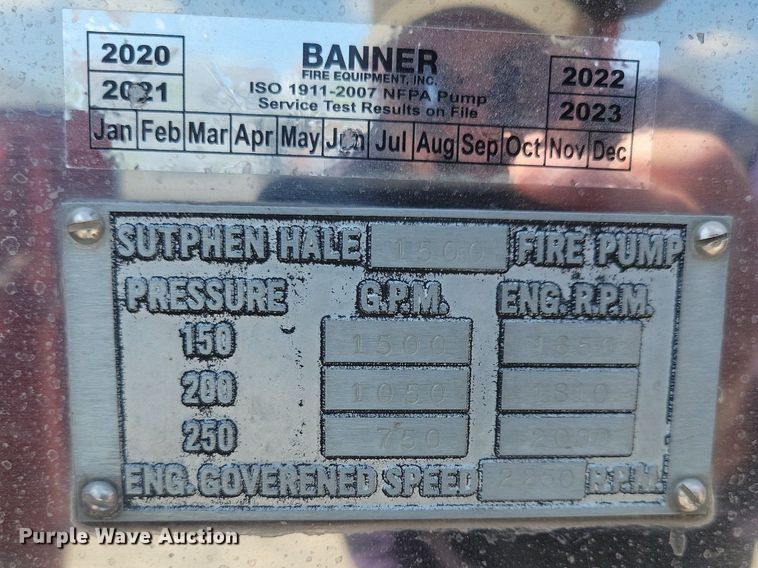 2020
2021
BANNER
FIRE EQUIPMENT, INC.
ISO 1911-2007 NFPA Pump
Service Test Results on File
2022
2023
Jan Feb Mar Apr May Jun Jul Aug Sep Oct Nov Dec
SUTPHEN HALE 1500 FIRE PUMP
PRESSURE G.P.M. ENG. R.P.M.
150 1500
200 1050
250 750
ENG. GOVERENED SPEED R.P.M.
Purple Wave Auction